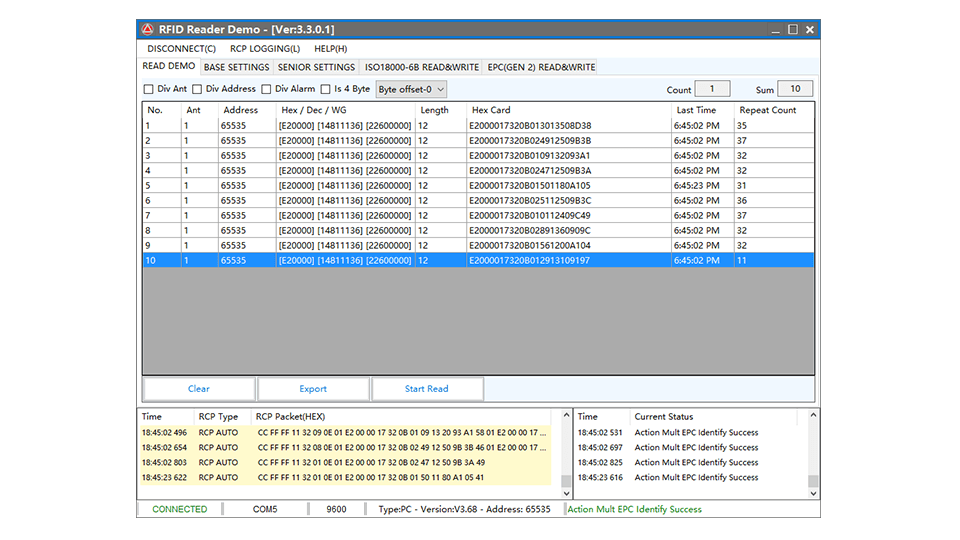 RFID Reader Demo - [Ver:3.3.0.1]
DISCONNECT(C) RCP LOGGING(L) HELP(H)
READ DEMO BASE SETTINGS SENIOR SETTINGS ISO18000-6B READ&WRITE EPC(GEN 2) READ&WRITE
Div Ant Div Address Div Alarm Is 4 Byte Byte offset-0 Count 1 Sum 10
No. Ant Address Hex / Dec / WG Length Hex Card Last Time Repeat Count
1 1 65535 [E20000] [14811136] [22600000] 12 E2000017320B013013508D38 6:45:02 PM 35
2 1 65535 [E20000] [14811136] [22600000] 12 E2000017320B024912509B3B 6:45:02 PM 37
3 1 65535 [E20000] [14811136] [22600000] 12 E2000017320B0109132093A1 6:45:02 PM 32
4 1 65535 [E20000] [14811136] [22600000] 12 E2000017320B024712509B3A 6:45:02 PM 32
5 1 65535 [E20000] [14811136] [22600000] 12 E2000017320B01501180A105 6:45:23 PM 31
6 1 65535 [E20000] [14811136] [22600000] 12 E2000017320B025112509B3C 6:45:02 PM 36
7 1 65535 [E20000] [14811136] [22600000] 12 E2000017320B010112409C49 6:45:02 PM 37
8 1 65535 [E20000] [14811136] [22600000] 12 E2000017320B02891360909C 6:45:02 PM 32
9 1 65535 [E20000] [14811136] [22600000] 12 E2000017320B01561200A104 6:45:02 PM 32
10 1 65535 [E20000] [14811136] [22600000] 12 E2000017320B012913109197 6:45:02 PM 11
Clear Export Start Read
Time RCP Type RCP Packet(HEX) Time Current Status
18:45:02 496 RCP AUTO CC FF FF 11 32 09 0E 01 E2 00 00 17 32 0B 01 09 13 20 93 A1 58 01 E2 00 00 17 ... 18:45:02 531 Action Mult EPC Identify Success
18:45:02 654 RCP AUTO CC FF FF 11 32 08 0E 01 E2 00 00 17 32 0B 02 49 12 50 9B 3B 46 01 E2 00 00 17 ... 18:45:02 697 Action Mult EPC Identify Success
18:45:02 803 RCP AUTO CC FF FF 11 32 01 0E 01 E2 00 00 17 32 0B 02 47 12 50 9B 3A 49 18:45:02 825 Action Mult EPC Identify Success
18:45:23 622 RCP AUTO CC FF FF 11 32 01 0E 01 E2 00 00 17 32 0B 01 50 11 80 A1 05 41 18:45:23 616 Action Mult EPC Identify Success
CONNECTED COM5 9600 Type:PC - Version:V3.68 - Address: 65535 Action Mult EPC Identify Success